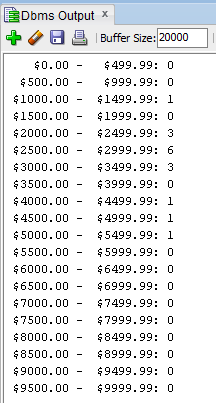 Dbms Output x
Buffer Size: 20000
$0.00 - $499.99: 0
$500.00 - $999.99: 0
$1000.00 - $1499.99: 1
$1500.00 - $1999.99: 0
$2000.00 - $2499.99: 3
$2500.00 - $2999.99: 6
$3000.00 - $3499.99: 3
$3500.00 - $3999.99: 0
$4000.00 - $4499.99: 1
$4500.00 - $4999.99: 1
$5000.00 - $5499.99: 1
$5500.00 - $5999.99: 0
$6000.00 - $6499.99: 0
$6500.00 - $6999.99: 0
$7000.00 - $7499.99: 0
$7500.00 - $7999.99: 0
$8000.00 - $8499.99: 0
$8500.00 - $8999.99: 0
$9000.00 - $9499.99: 0
$9500.00 - $9999.99: 0